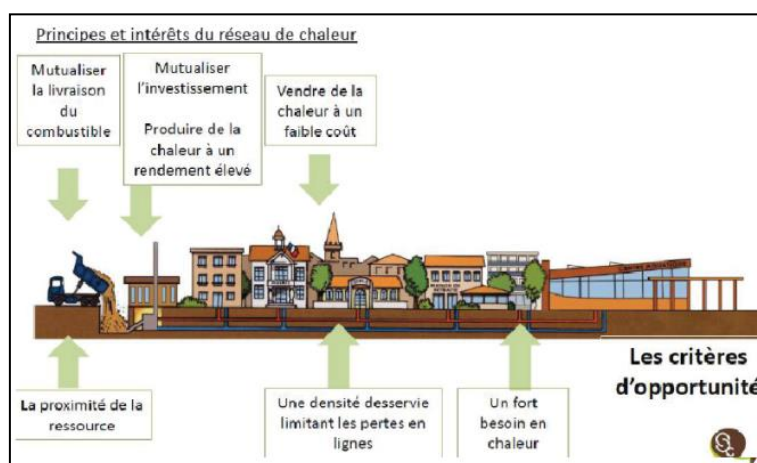 Principes et intérêts du réseau de chaleur
Mutualiser
la livraison
du
combustible
Mutualiser
l'investissement
Produire de la
chaleur à un
rendement élevé
Vendre de la
chaleur à un
faible coût
La proximité de la
ressource
Une densité desservie
limitant les pertes en
lignes
Un fort
besoin en
chaleur
Les critères
d'opportunité